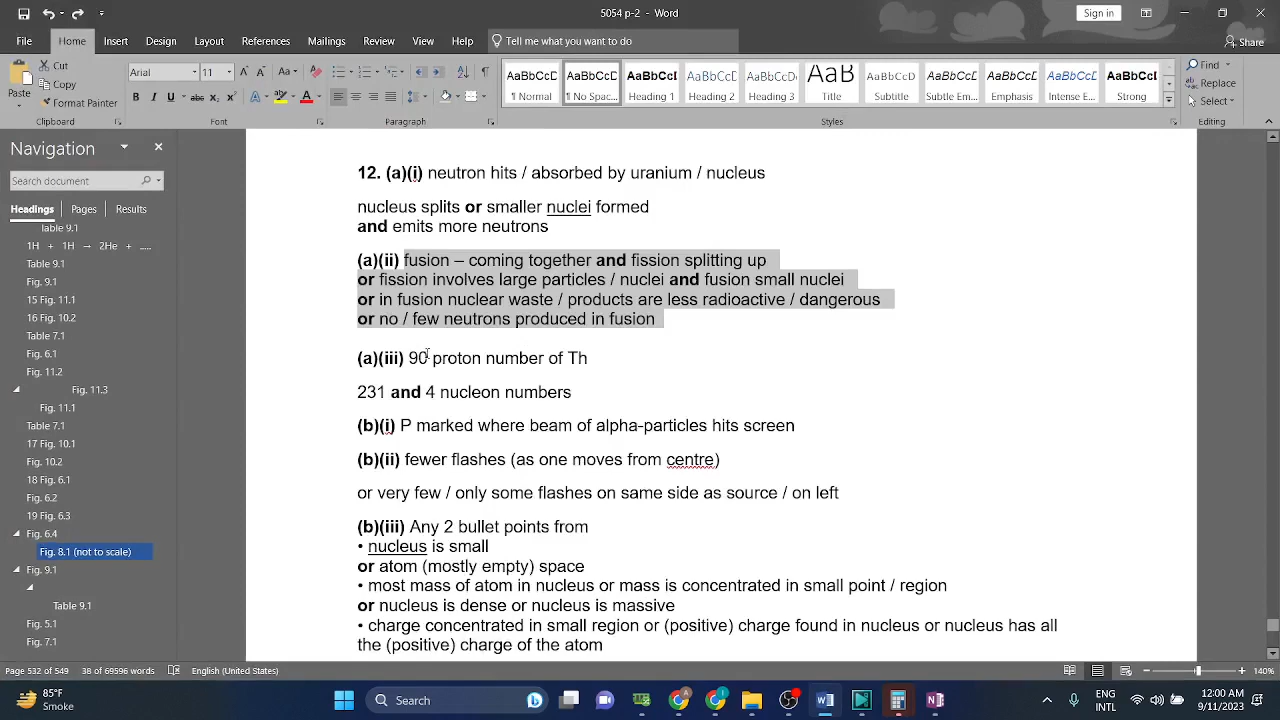 5054 p-2 - Word
Sign in
File Home Insert Design Layout References Mailings Review View Help Tell me what you want to do Share
Paste Cut Copy Format Painter
Arial 11
AaBbCcD AaBbCcD AaBbCcI AaBbCcD AaBbCcD AaB AaBbCcD AaBbCcD AaBbCcD AaBbCcD AaBbCcD
¶ Normal ¶ No Spac... Heading 1 Heading 2 Heading 3 Title Subtitle Subtle Em... Emphasis Intense E... Strong
Find
Replace
Select
Clipboard Font Paragraph Styles Editing
Navigation
Search document
Headings Pages Results
Table 9.1
1H + 1H → 2He + .....
Table 9.1
Fig. 9.1
15 Fig. 11.1
16 Fig. 10.2
Table 7.1
Fig. 6.1
Fig. 11.2
Fig. 11.3
Fig. 11.1
Table 7.1
17 Fig. 10.1
Fig. 10.2
18 Fig. 6.1
Fig. 6.2
19 Fig. 6.3
Fig. 6.4
Fig. 8.1 (not to scale)
Fig. 9.1
Table 9.1
Fig. 5.1
Fig. 7.1
12. (a)(i) neutron hits / absorbed by uranium / nucleus
nucleus splits or smaller nuclei formed
and emits more neutrons
(a)(ii) fusion – coming together and fission splitting up
or fission involves large particles / nuclei and fusion small nuclei
or in fusion nuclear waste / products are less radioactive / dangerous
or no / few neutrons produced in fusion
(a)(iii) 90 proton number of Th
231 and 4 nucleon numbers
(b)(i) P marked where beam of alpha-particles hits screen
(b)(ii) fewer flashes (as one moves from centre)
or very few / only some flashes on same side as source / on left
(b)(iii) Any 2 bullet points from
• nucleus is small
or atom (mostly empty) space
• most mass of atom in nucleus or mass is concentrated in small point / region
or nucleus is dense or nucleus is massive
• charge concentrated in small region or (positive) charge found in nucleus or nucleus has all
the (positive) charge of the atom
Page 532 of 549 38 of 69596 words English (United States) 140%
85°F
Smoke
Search
ENG
INTL
12:00 AM
9/11/2023